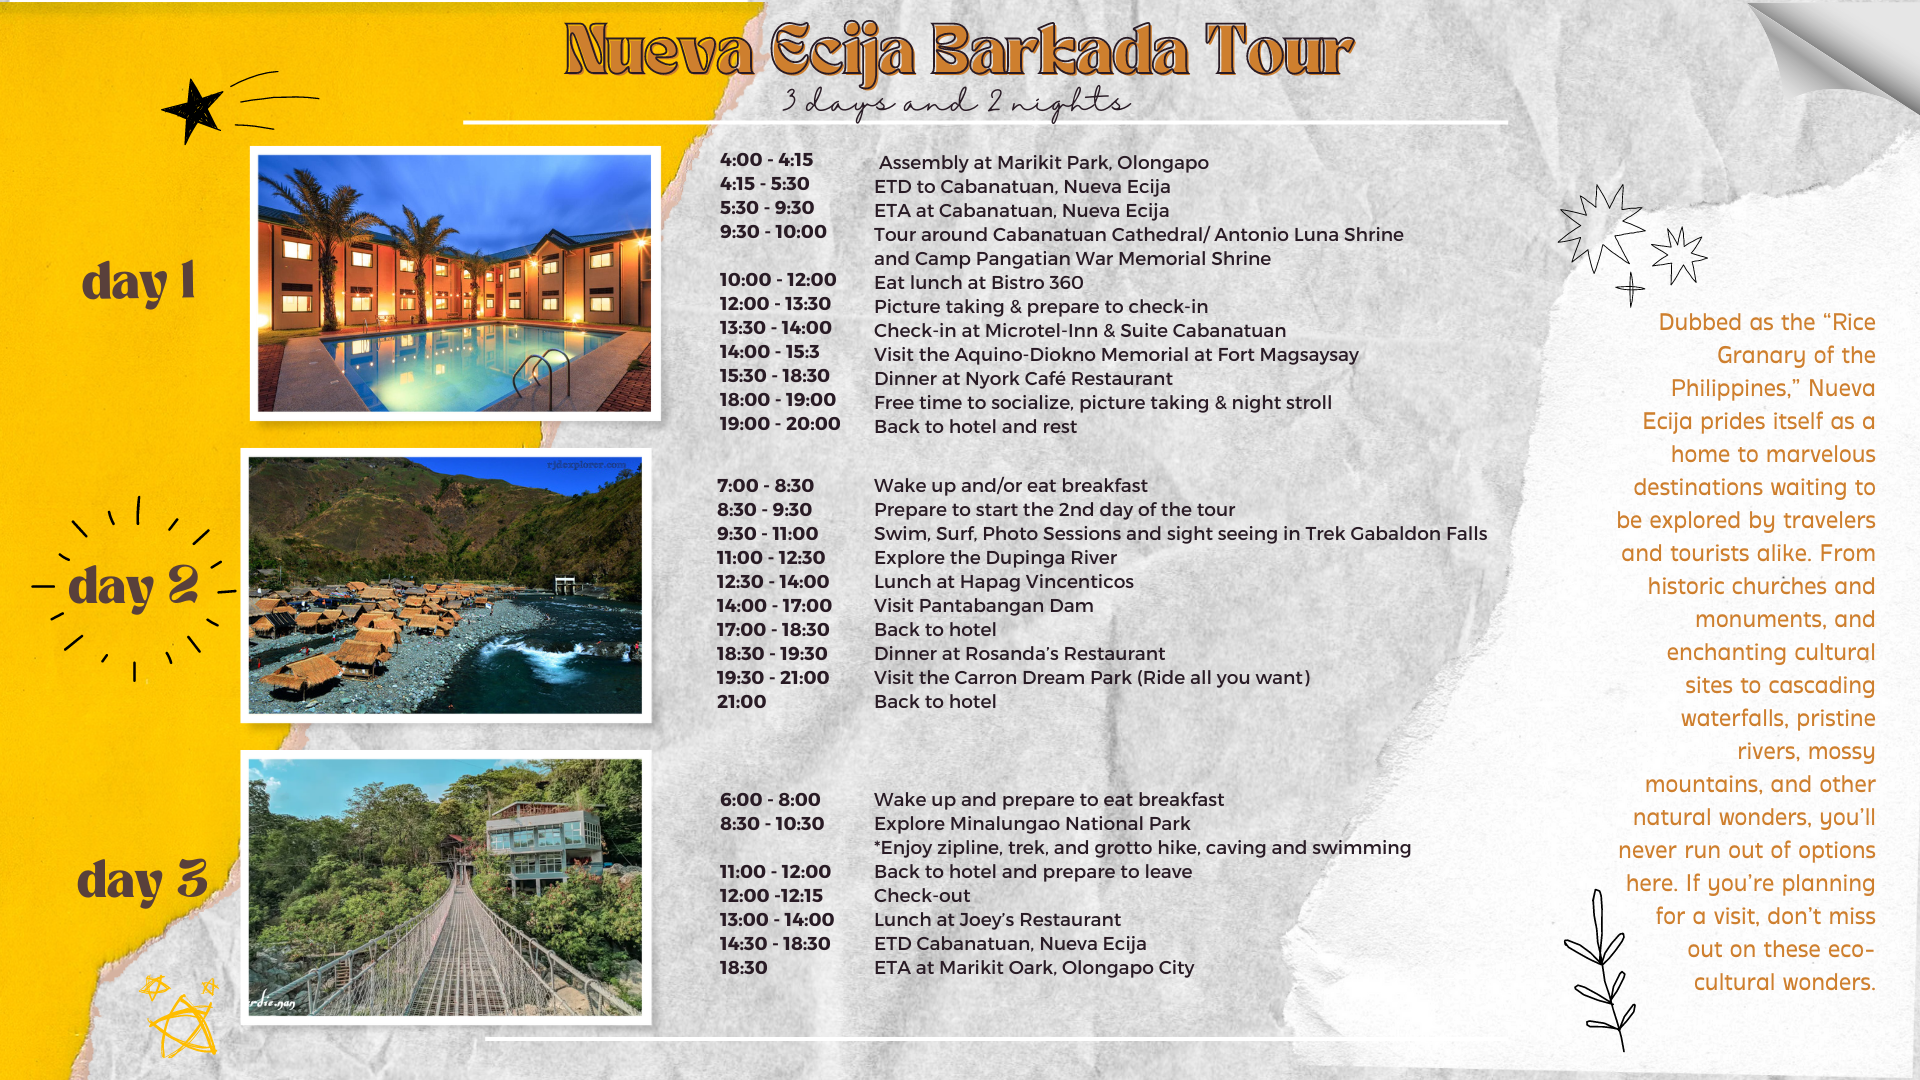 Nueva Ecija Barkada Tour
3 days and 2 nights
day 1
4:00 - 4:15 Assembly at Marikit Park, Olongapo
4:15 - 5:30 ETD to Cabanatuan, Nueva Ecija
5:30 - 9:30 ETA at Cabanatuan, Nueva Ecija
9:30 - 10:00 Tour around Cabanatuan Cathedral/ Antonio Luna Shrine
and Camp Pangatian War Memorial Shrine
10:00 - 12:00 Eat lunch at Bistro 360
12:00 - 13:30 Picture taking & prepare to check-in
13:30 - 14:00 Check-in at Microtel-Inn & Suite Cabanatuan
14:00 - 15:3 Visit the Aquino-Diokno Memorial at Fort Magsaysay
15:30 - 18:30 Dinner at Nyork Café Restaurant
18:00 - 19:00 Free time to socialize, picture taking & night stroll
19:00 - 20:00 Back to hotel and rest
rjdexplorer.com
day 2
7:00 - 8:30 Wake up and/or eat breakfast
8:30 - 9:30 Prepare to start the 2nd day of the tour
9:30 - 11:00 Swim, Surf, Photo Sessions and sight seeing in Trek Gabaldon Falls
11:00 - 12:30 Explore the Dupinga River
12:30 - 14:00 Lunch at Hapag Vincenticos
14:00 - 17:00 Visit Pantabangan Dam
17:00 - 18:30 Back to hotel
18:30 - 19:30 Dinner at Rosanda's Restaurant
19:30 - 21:00 Visit the Carron Dream Park (Ride all you want)
21:00 Back to hotel
day 3
6:00 - 8:00 Wake up and prepare to eat breakfast
8:30 - 10:30 Explore Minalungao National Park
*Enjoy zipline, trek, and grotto hike, caving and swimming
11:00 - 12:00 Back to hotel and prepare to leave
12:00 -12:15 Check-out
13:00 - 14:00 Lunch at Joey's Restaurant
14:30 - 18:30 ETD Cabanatuan, Nueva Ecija
18:30 ETA at Marikit Oark, Olongapo City
Dubbed as the “Rice
Granary of the
Philippines,” Nueva
Ecija prides itself as a
home to marvelous
destinations waiting to
be explored by travelers
and tourists alike. From
historic churches and
monuments, and
enchanting cultural
sites to cascading
waterfalls, pristine
rivers, mossy
mountains, and other
natural wonders, you'll
never run out of options
here. If you're planning
for a visit, don't miss
out on these eco-
cultural wonders.